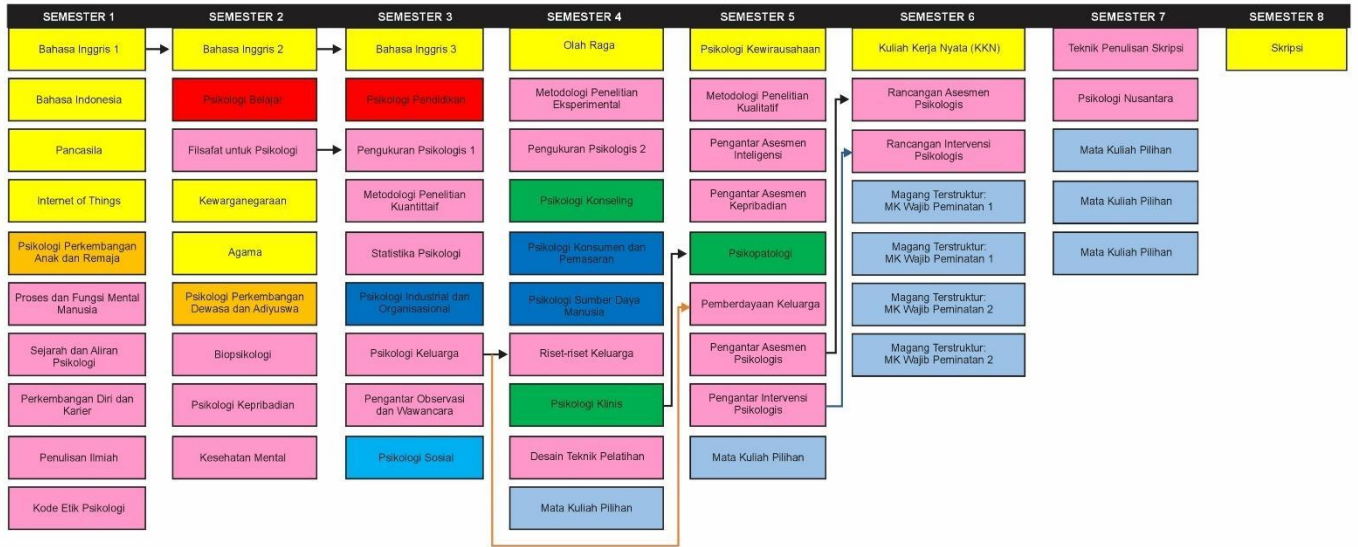 SEMESTER 1
Bahasa Inggris 1
Bahasa Indonesia
Pancasila
Internet of Things
Psikologi Perkembangan
Anak dan Remaja
Proses dan Fungsi Mental
Manusia
Sejarah dan Aliran
Psikologi
Perkembangan Diri dan
Karier
Penulisan Ilmiah
Kode Etik Psikologi
SEMESTER 2
Bahasa Inggris 2
Psikologi Belajar
Filsafat untuk Psikologi
Kewarganegaraan
Agama
Psikologi Perkembangan
Dewasa dan Adiyuswa
Biopsikologi
Psikologi Kepribadian
Kesehatan Mental
SEMESTER 3
Bahasa Inggris 3
Psikologi Pendidikan
Pengukuran Psikologis 1
Metodologi Penelitian
Kuantittaif
Statistika Psikologi
Psikologi Industrial dan
Organisasional
Psikologi Keluarga
Pengantar Observasi
dan Wawancara
Psikologi Sosial
SEMESTER 4
Olah Raga
Metodologi Penelitian
Eksperimental
Pengukuran Psikologis 2
Psikologi Konseling
Psikologi Konsumen dan
Pemasaran
Psikologi Sumber Daya
Manusia
Riset-riset Keluarga
Psikologi Klinis
Desain Teknik Pelatihan
Mata Kuliah Pilihan
SEMESTER 5
Psikologi Kewirausahaan
Metodologi Penelitian
Kualitatif
Pengantar Asesmen
Inteligensi
Pengantar Asesmen
Kepribadian
Psikopatologi
Pemberdayaan Keluarga
Pengantar Asesmen
Psikologis
Pengantar Intervensi
Psikologis
Mata Kuliah Pilihan
SEMESTER 6
Kuliah Kerja Nyata (KKN)
Rancangan Asesmen
Psikologis
Rancangan Intervensi
Psikologis
Magang Terstruktur:
MK Wajib Peminatan 1
Magang Terstruktur:
MK Wajib Peminatan 1
Magang Terstruktur:
MK Wajib Peminatan 2
Magang Terstruktur:
MK Wajib Peminatan 2
SEMESTER 7
Teknik Penulisan Skripsi
Psikologi Nusantara
Mata Kuliah Pilihan
Mata Kuliah Pilihan
Mata Kuliah Pilihan
SEMESTER 8
Skripsi